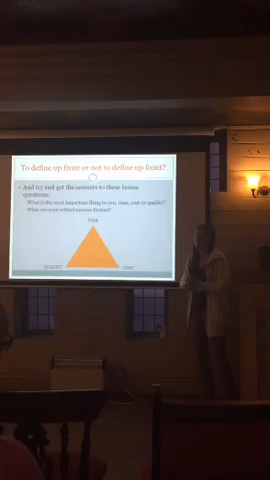 To define up front or not to define up front?
And try and get the answers to these bonus
questions:
What is the most important thing to you, time, cost or quality?
What are your critical success factors?
TIME
QUALITY
COST